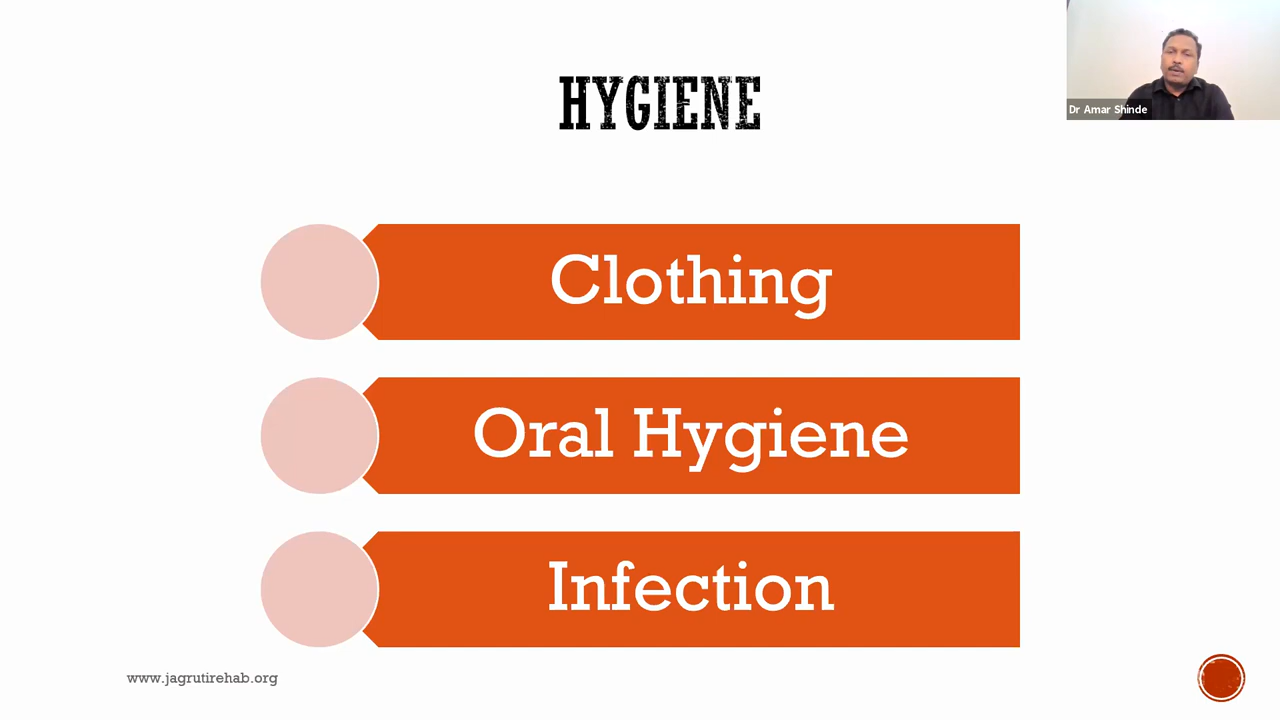 HYGIENE
Dr Amar Shinde
Clothing
Oral Hygiene
Infection
www.jagrutirehab.org